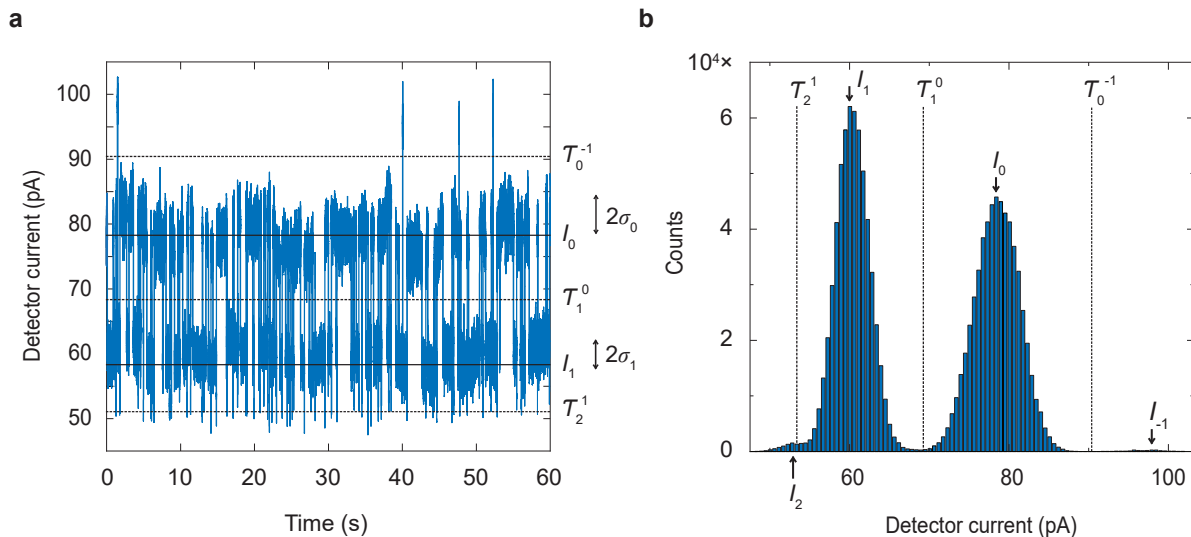 a
Detector current (pA)
100
90
80
70
60
50
0
10
20
30
40
50
60
Time (s)
𝒯₀⁻¹
2σ₀
I₀
𝒯₁⁰
2σ₁
I₁
𝒯₂¹
b
10⁴×
6
4
2
0
Counts
𝒯₂¹
I₁
𝒯₁⁰
𝒯₀⁻¹
I₀
I₋₁
I₂
60
80
100
Detector current (pA)